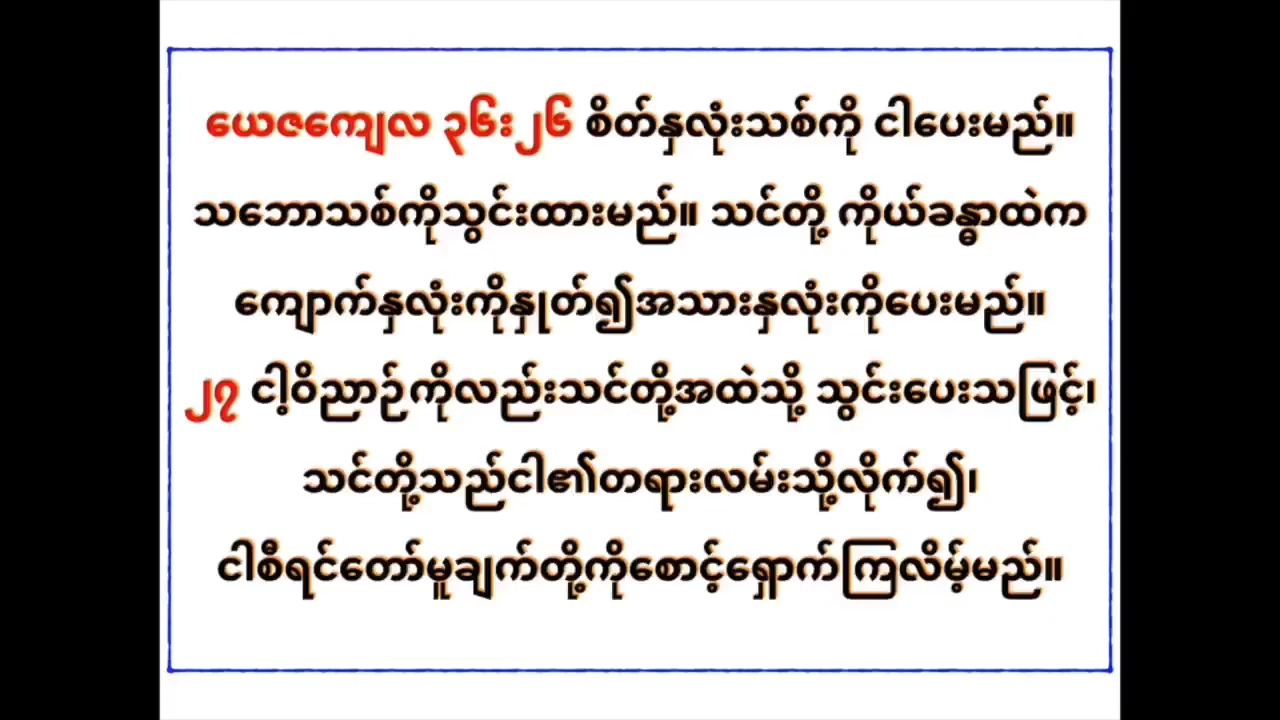 ယေဇကျေလ ၃၆း၂၆ စိတ်နှလုံးသစ်ကို ငါပေးမည်။
သဘောသစ်ကိုသွင်းထားမည်။ သင်တို့ ကိုယ်ခန္ဓာထဲက
ကျောက်နှလုံးကိုနှုတ်၍အသားနှလုံးကိုပေးမည်။
၂၇ ငါ့ဝိညာဉ်ကိုလည်းသင်တို့အထဲသို့ သွင်းပေးသဖြင့်၊
သင်တို့သည်ငါ၏တရားလမ်းသို့လိုက်၍၊
ငါစီရင်တော်မူချက်တို့ကိုစောင့်ရှောက်ကြလိမ့်မည်။